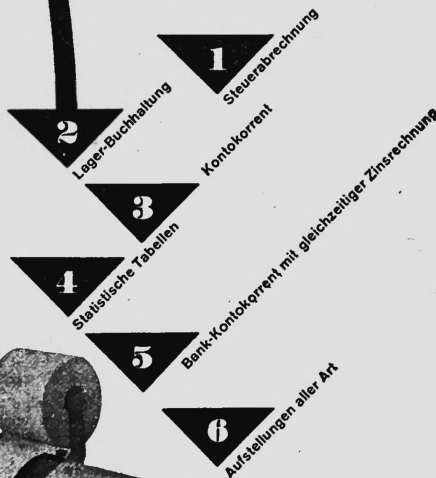 1
Steuerabrechnung
2
Lager-Buchhaltung
3
Kontokorrent
4
Statistische Tabellen
5
Bank-Kontokorrent mit gleichzeitiger Zinsrechnung
6
Aufstellungen aller Art